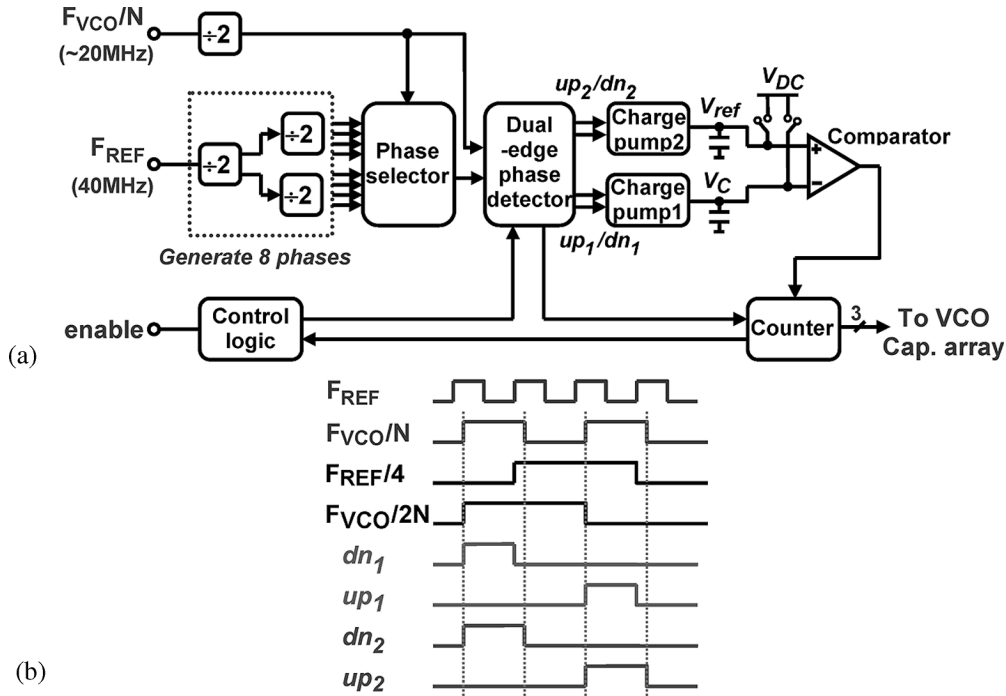 F_VCO/N
(~20MHz)
÷2
F_REF
(40MHz)
÷2
÷2
÷2
Generate 8 phases
Phase
selector
Dual
-edge
phase
detector
up_2/dn_2
up_1/dn_1
Charge
pump2
Charge
pump1
V_ref
V_C
V_DC
+
−
Comparator
enable
Control
logic
Counter
3
To VCO
Cap. array
(a)
F_REF
F_VCO/N
F_REF/4
F_VCO/2N
dn_1
up_1
dn_2
up_2
(b)